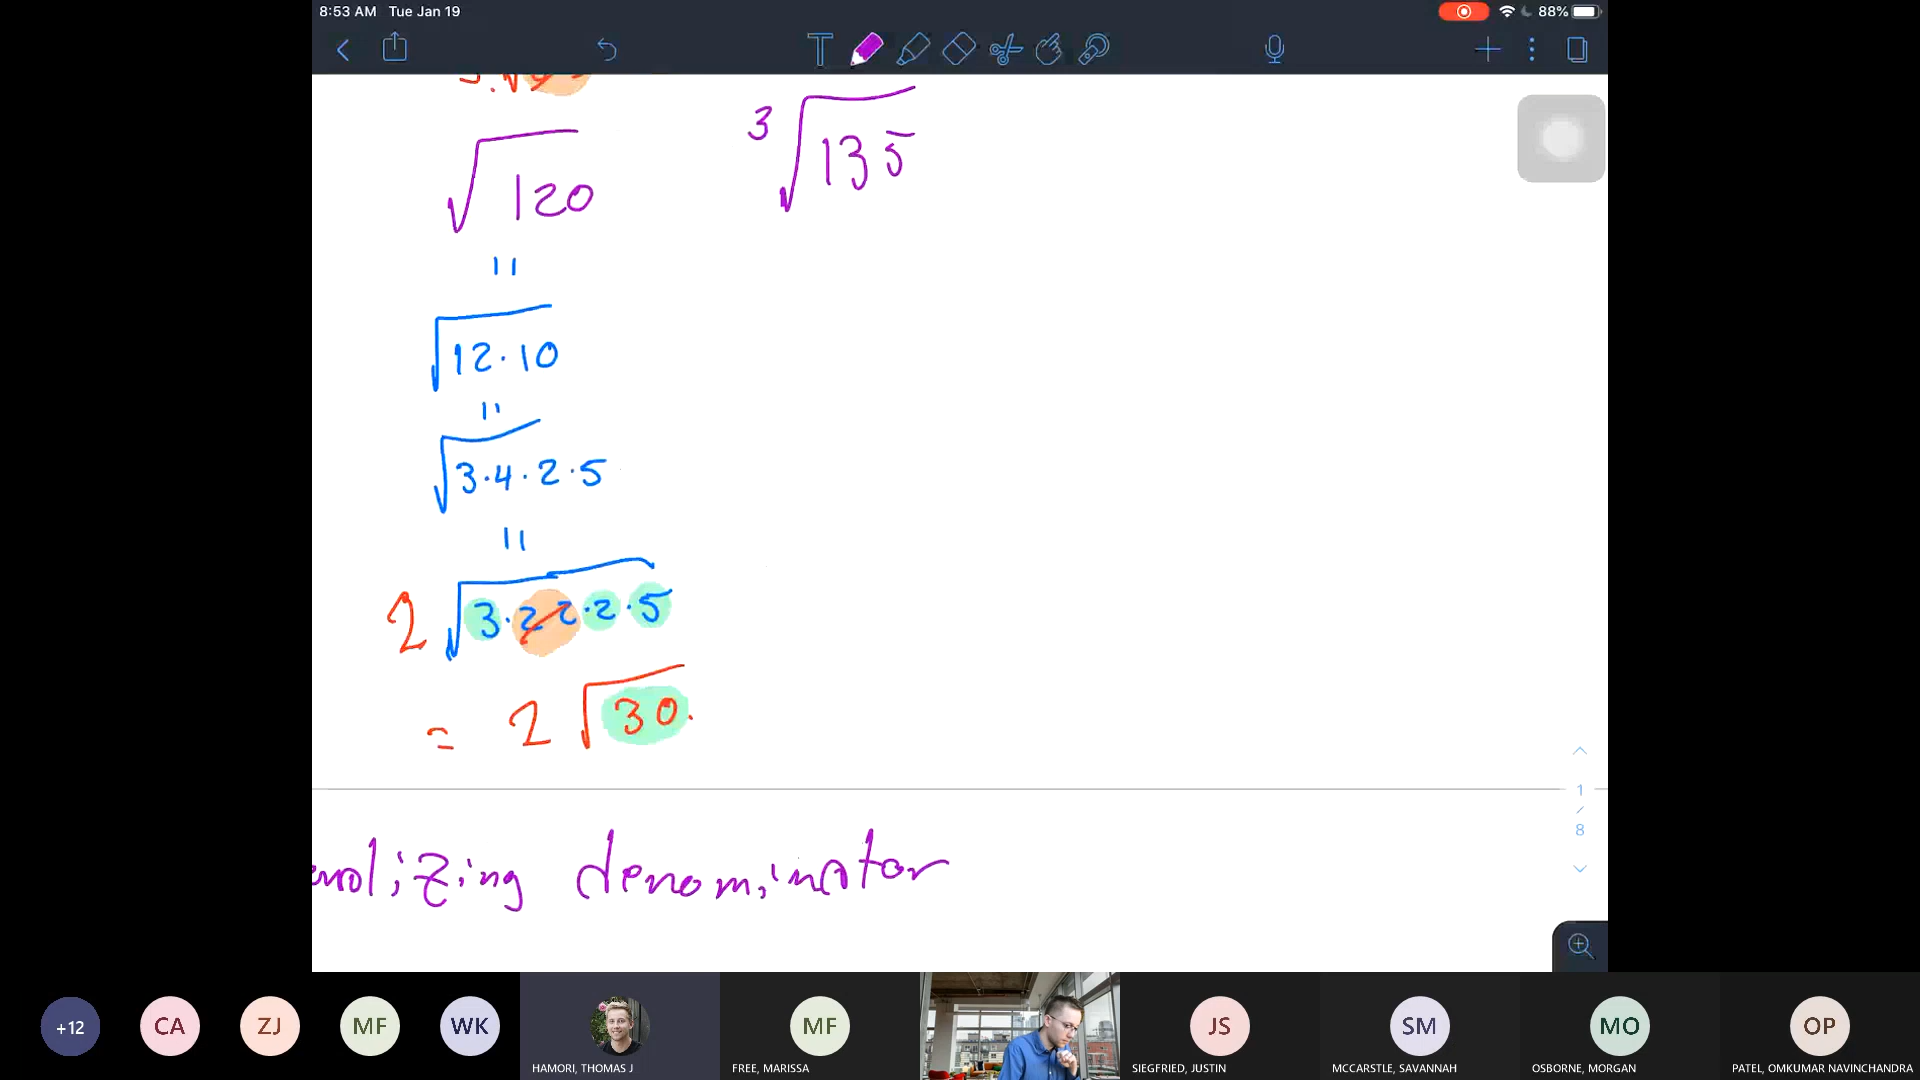 8:53 AM Tue Jan 19
88%
√120
∛135
"
√12·10
"
√3·4·2·5
"
2√3·2·2·2·5
= 2√30.
1
/
8
denominator
+12
CA
ZJ
MF
WK
HAMORI, THOMAS J
MF
FREE, MARISSA
JS
SIEGFRIED, JUSTIN
SM
MCCARSTLE, SAVANNAH
MO
OSBORNE, MORGAN
OP
PATEL, OMKUMAR NAVINCHANDRA